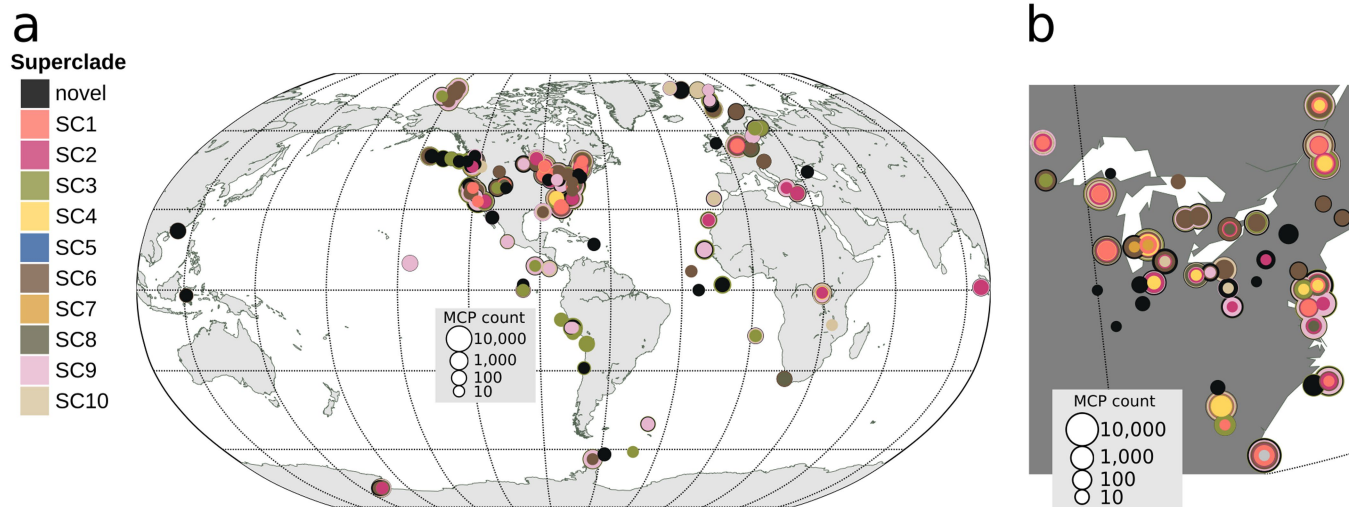 a
b
Superclade
novel
SC1
SC2
SC3
SC4
SC5
SC6
SC7
SC8
SC9
SC10
MCP count
10,000
1,000
100
10
MCP count
10,000
1,000
100
10